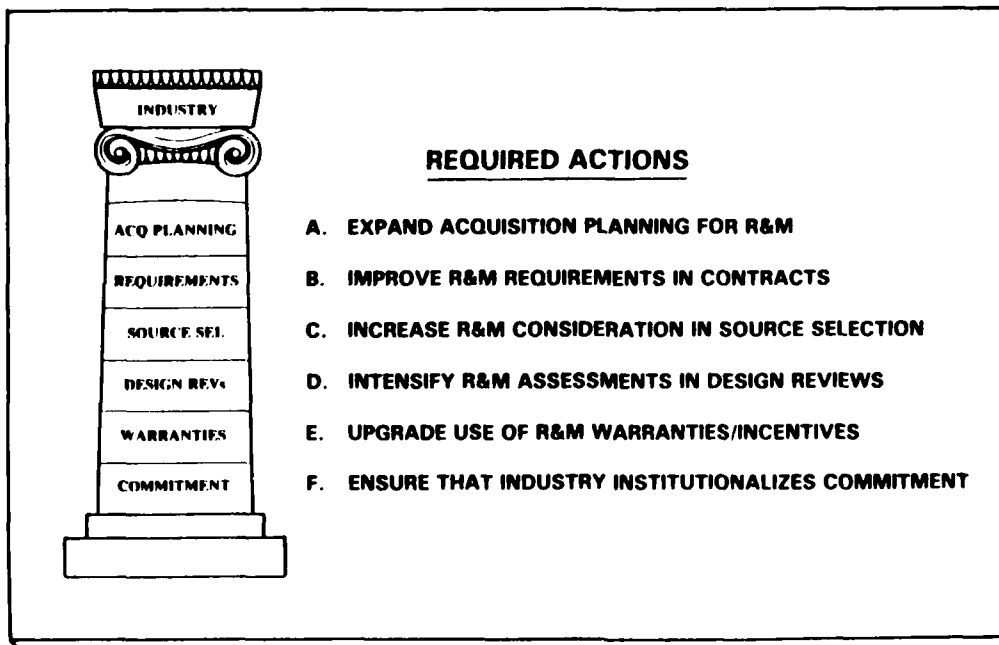 INDUSTRY
ACQ PLANNING
REQUIREMENTS
SOURCE SEL
DESIGN REVs
WARRANTIES
COMMITMENT
REQUIRED ACTIONS
A. EXPAND ACQUISITION PLANNING FOR R&M
B. IMPROVE R&M REQUIREMENTS IN CONTRACTS
C. INCREASE R&M CONSIDERATION IN SOURCE SELECTION
D. INTENSIFY R&M ASSESSMENTS IN DESIGN REVIEWS
E. UPGRADE USE OF R&M WARRANTIES/INCENTIVES
F. ENSURE THAT INDUSTRY INSTITUTIONALIZES COMMITMENT